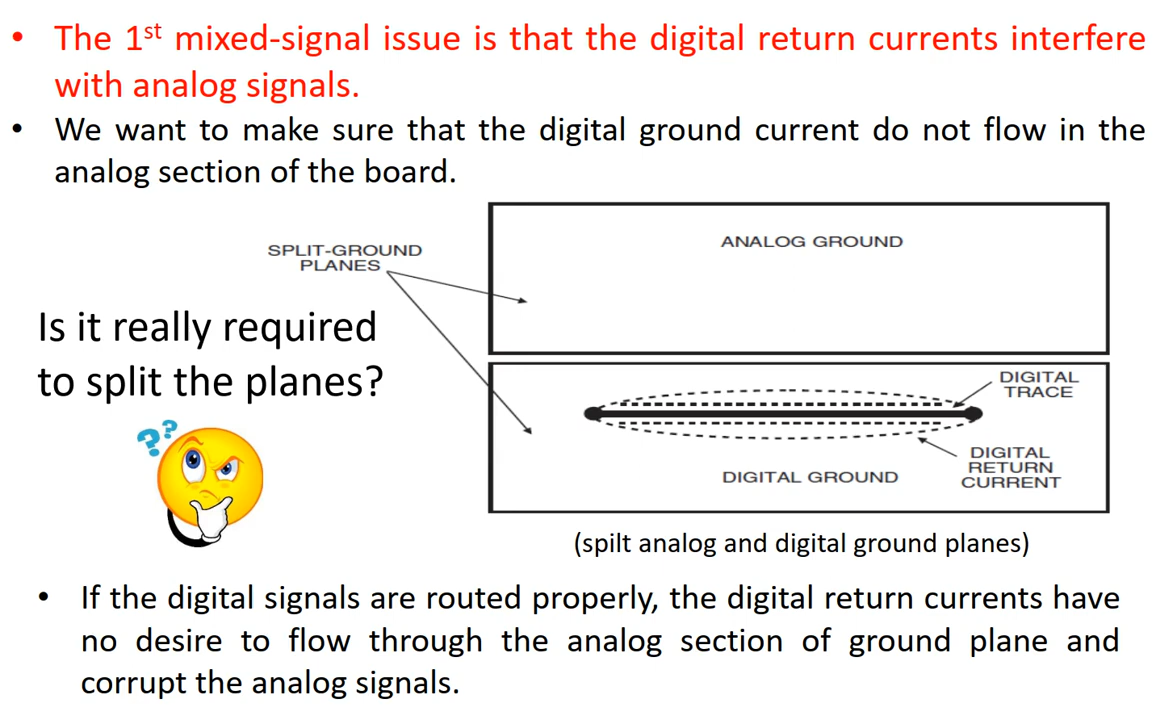 • The 1st mixed-signal issue is that the digital return currents interfere
with analog signals.
• We want to make sure that the digital ground current do not flow in the
analog section of the board.
SPLIT-GROUND
PLANES
ANALOG GROUND
Is it really required
to split the planes?
??
DIGITAL
TRACE
DIGITAL
RETURN
CURRENT
DIGITAL GROUND
(spilt analog and digital ground planes)
• If the digital signals are routed properly, the digital return currents have
no desire to flow through the analog section of ground plane and
corrupt the analog signals.